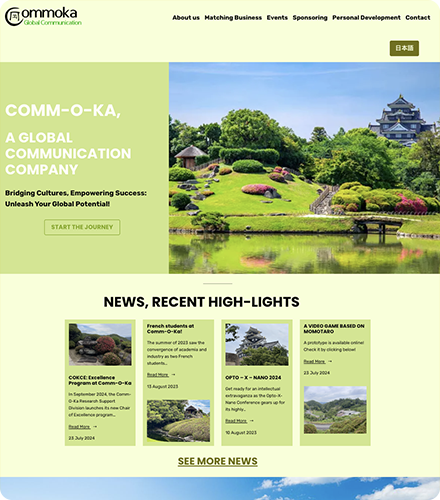 Commoka
Global Communication
About us Matching Business Events Sponsoring Personal Development Contact
日本語
COMM-O-KA,
A GLOBAL
COMMUNICATION
COMPANY
Bridging Cultures, Empowering Success:
Unleash Your Global Potential!
START THE JOURNEY
NEWS, RECENT HIGH-LIGHTS
COKCE: Excellence
Program at Comm-O-Ka
In September 2024, the Comm-
O-Ka Research Support
Division launches its new Chair
of Excellence program…
Read More →
23 July 2024
French students at
Comm-O-Ka!
The summer of 2023 saw the
convergence of academia and
industry as two French
students…
Read More →
13 August 2023
OPTO – X – NANO 2024
Get ready for an intellectual
extravaganza as the Opto-X-
Nano Conference gears up for
its highly…
Read More →
10 August 2023
A VIDEO GAME BASED ON
MOMOTARO
A prototype is available online!
Check it by clicking below!
Read More →
23 July 2024
SEE MORE NEWS